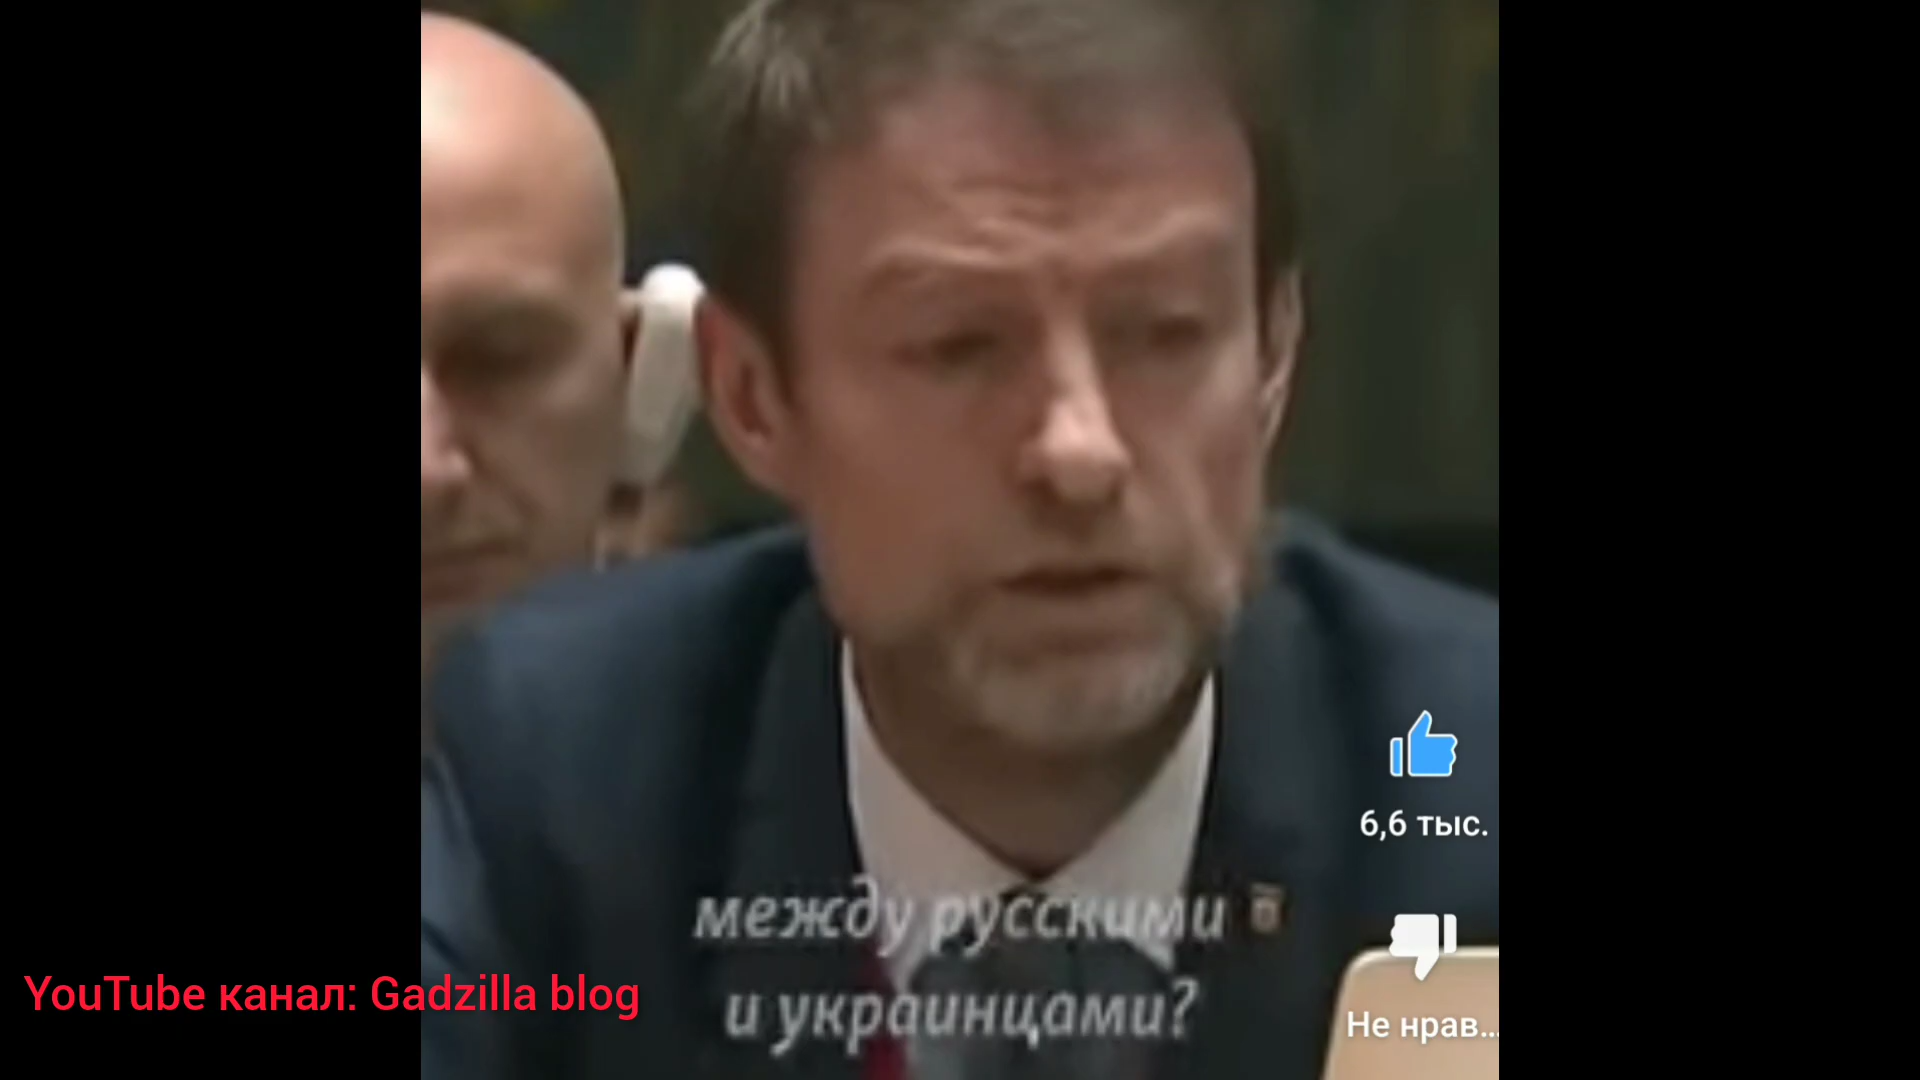 6,6 тыс.
между русскими
и украинцами?
YouTube канал: Gadzilla blog
Не нрав...